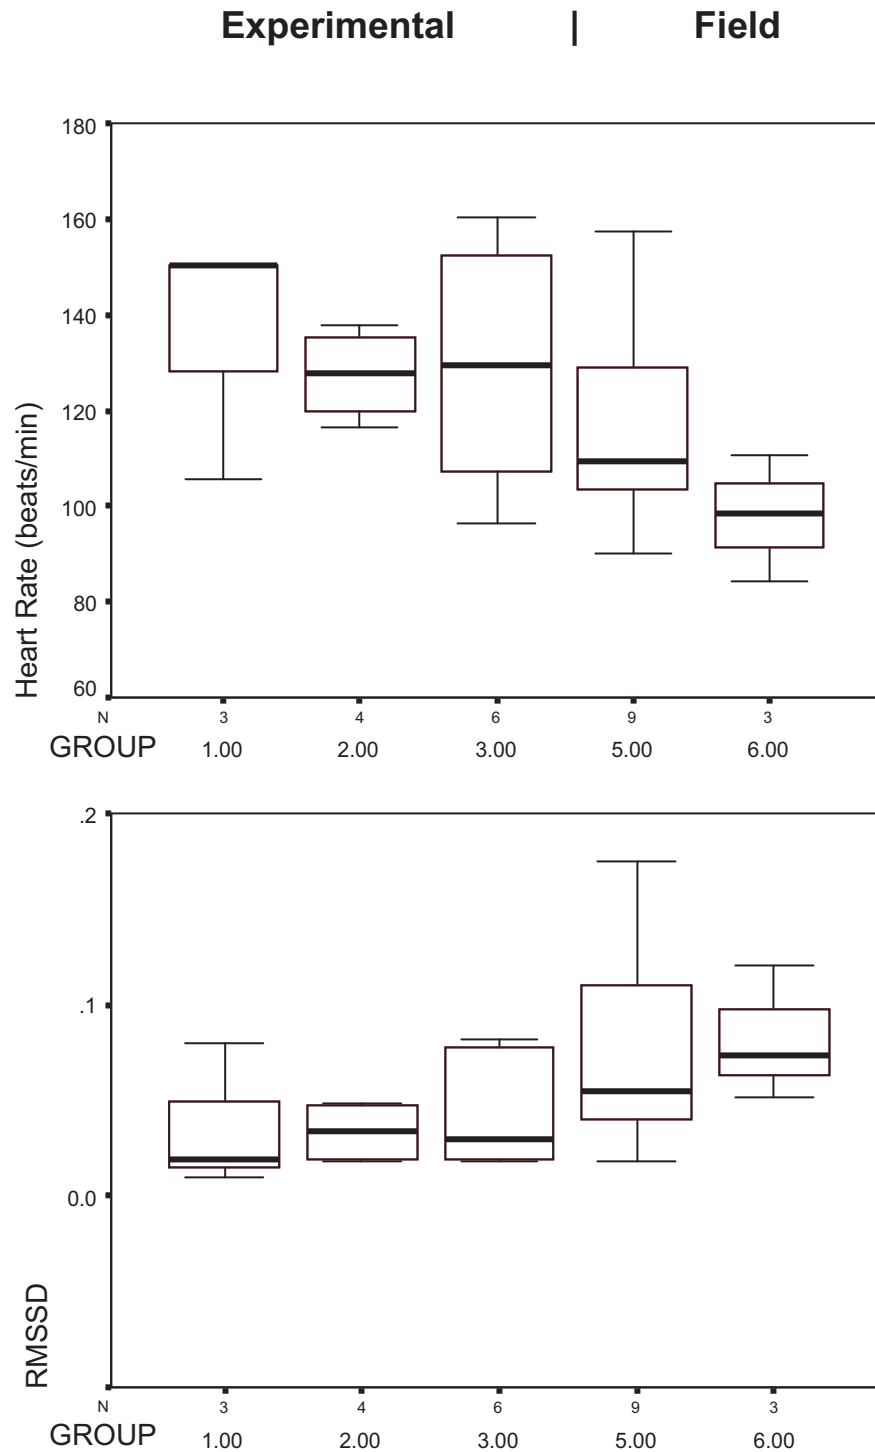 Experimental | Field
180
160
140
120
100
80
60
Heart Rate (beats/min)
N 3 4 6 9 3
GROUP 1.00 2.00 3.00 5.00 6.00
.2
.1
0.0
RMSSD
N 3 4 6 9 3
GROUP 1.00 2.00 3.00 5.00 6.00